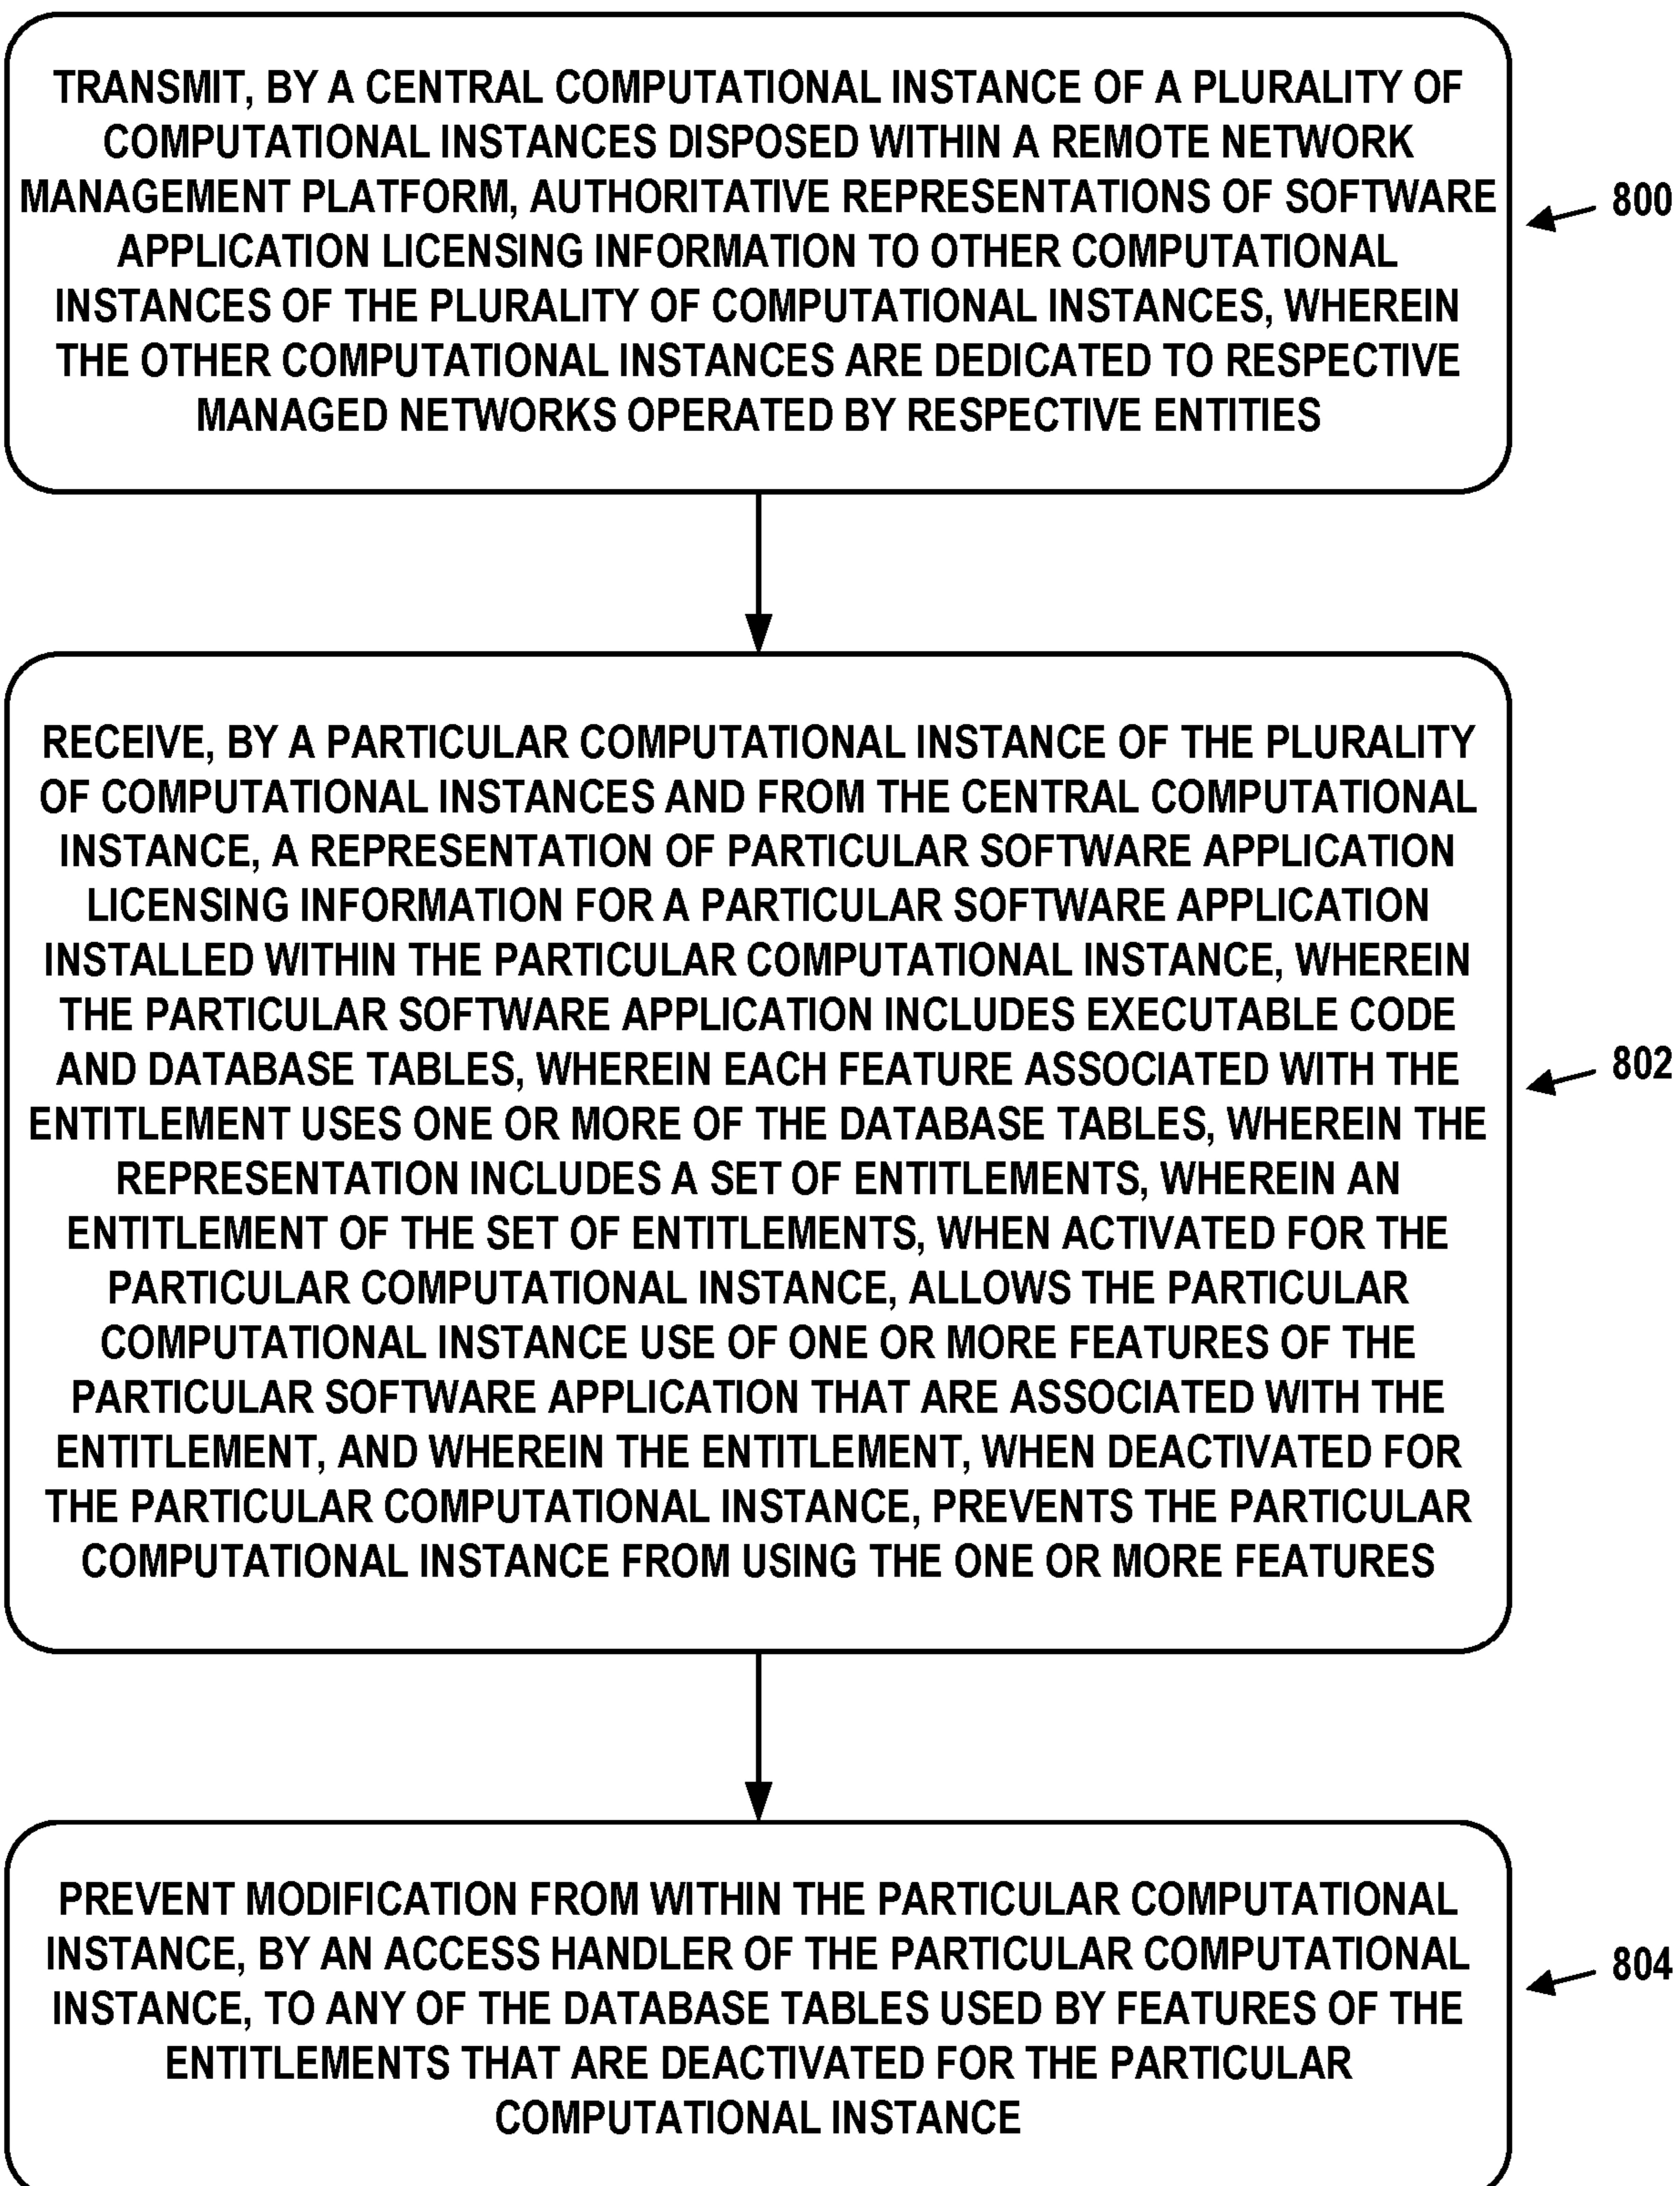 TRANSMIT, BY A CENTRAL COMPUTATIONAL INSTANCE OF A PLURALITY OF
COMPUTATIONAL INSTANCES DISPOSED WITHIN A REMOTE NETWORK
MANAGEMENT PLATFORM, AUTHORITATIVE REPRESENTATIONS OF SOFTWARE
APPLICATION LICENSING INFORMATION TO OTHER COMPUTATIONAL
INSTANCES OF THE PLURALITY OF COMPUTATIONAL INSTANCES, WHEREIN
THE OTHER COMPUTATIONAL INSTANCES ARE DEDICATED TO RESPECTIVE
MANAGED NETWORKS OPERATED BY RESPECTIVE ENTITIES
800
RECEIVE, BY A PARTICULAR COMPUTATIONAL INSTANCE OF THE PLURALITY
OF COMPUTATIONAL INSTANCES AND FROM THE CENTRAL COMPUTATIONAL
INSTANCE, A REPRESENTATION OF PARTICULAR SOFTWARE APPLICATION
LICENSING INFORMATION FOR A PARTICULAR SOFTWARE APPLICATION
INSTALLED WITHIN THE PARTICULAR COMPUTATIONAL INSTANCE, WHEREIN
THE PARTICULAR SOFTWARE APPLICATION INCLUDES EXECUTABLE CODE
AND DATABASE TABLES, WHEREIN EACH FEATURE ASSOCIATED WITH THE
ENTITLEMENT USES ONE OR MORE OF THE DATABASE TABLES, WHEREIN THE
REPRESENTATION INCLUDES A SET OF ENTITLEMENTS, WHEREIN AN
ENTITLEMENT OF THE SET OF ENTITLEMENTS, WHEN ACTIVATED FOR THE
PARTICULAR COMPUTATIONAL INSTANCE, ALLOWS THE PARTICULAR
COMPUTATIONAL INSTANCE USE OF ONE OR MORE FEATURES OF THE
PARTICULAR SOFTWARE APPLICATION THAT ARE ASSOCIATED WITH THE
ENTITLEMENT, AND WHEREIN THE ENTITLEMENT, WHEN DEACTIVATED FOR
THE PARTICULAR COMPUTATIONAL INSTANCE, PREVENTS THE PARTICULAR
COMPUTATIONAL INSTANCE FROM USING THE ONE OR MORE FEATURES
802
PREVENT MODIFICATION FROM WITHIN THE PARTICULAR COMPUTATIONAL
INSTANCE, BY AN ACCESS HANDLER OF THE PARTICULAR COMPUTATIONAL
INSTANCE, TO ANY OF THE DATABASE TABLES USED BY FEATURES OF THE
ENTITLEMENTS THAT ARE DEACTIVATED FOR THE PARTICULAR
COMPUTATIONAL INSTANCE
804